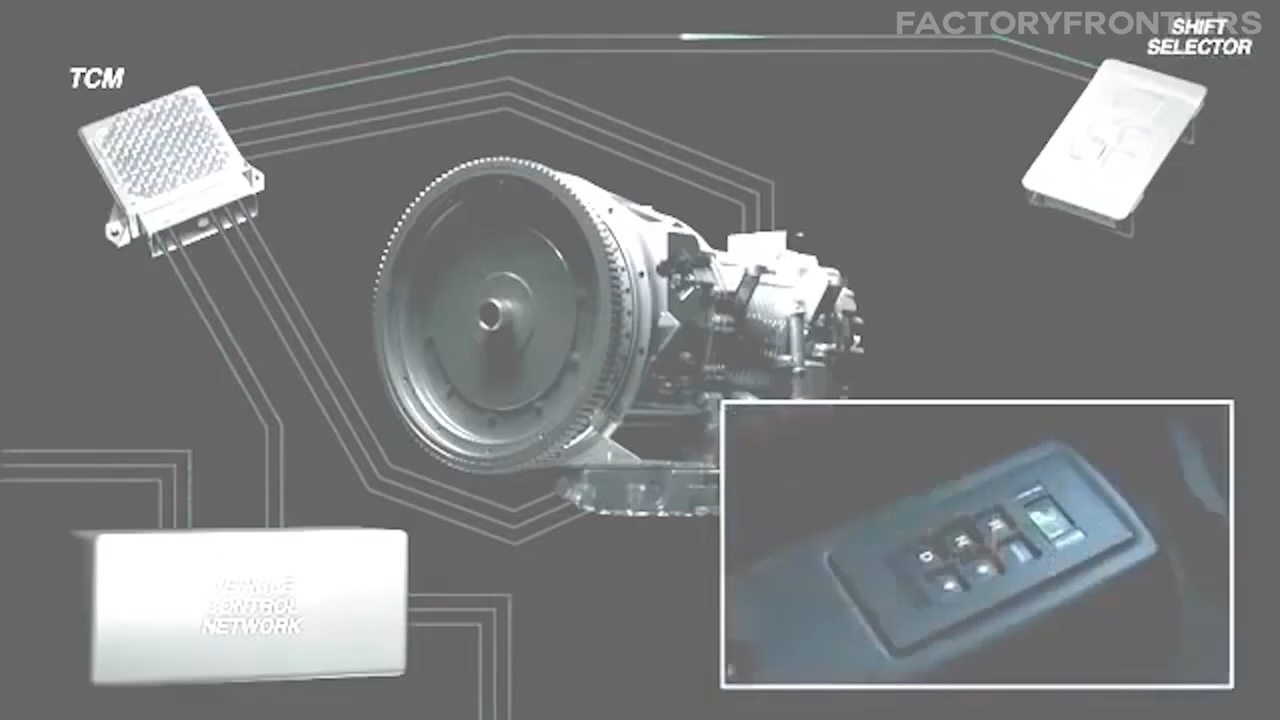 FACTORYFRONTIERS
SHIFT
SELECTOR
TCM
R
N
D
VEHICLE
CONTROL
NETWORK